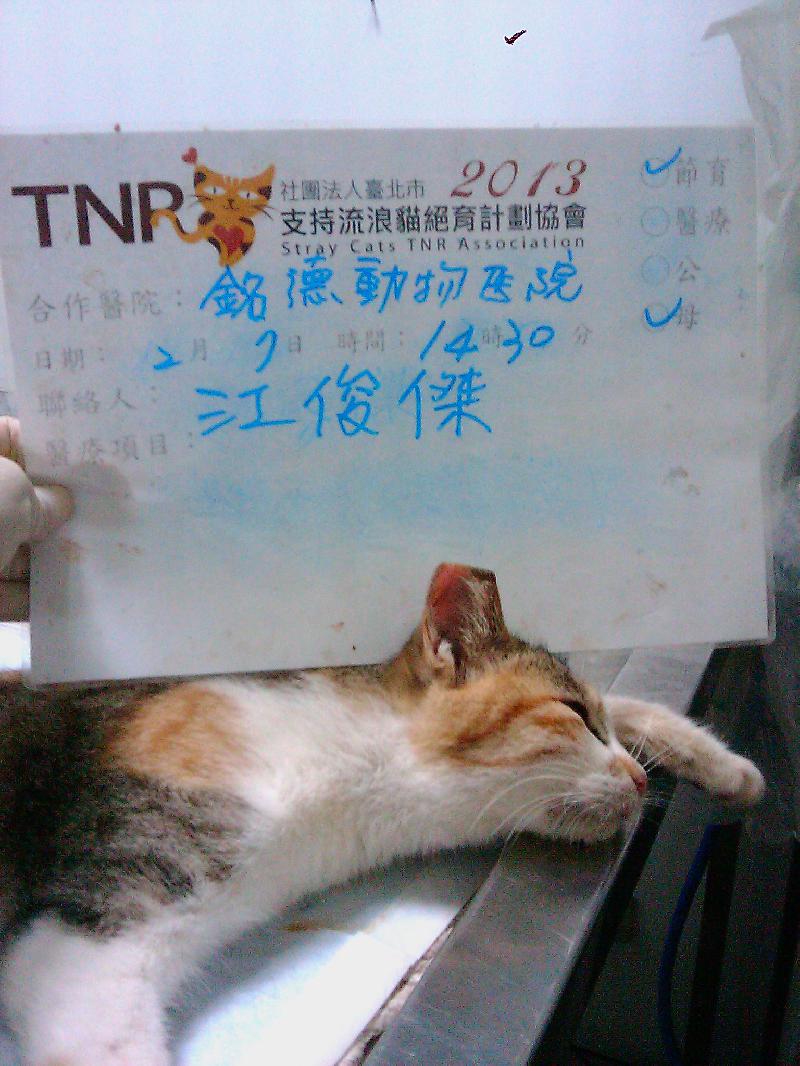 TNR 社團法人臺北市 2013
支持流浪貓絕育計劃協會
Stray Cats TNR Association
節育
醫療
公
母
合作醫院：銘德動物医院
日期：2月7日 時間：14時30分
聯絡人：江俊傑
醫療項目：